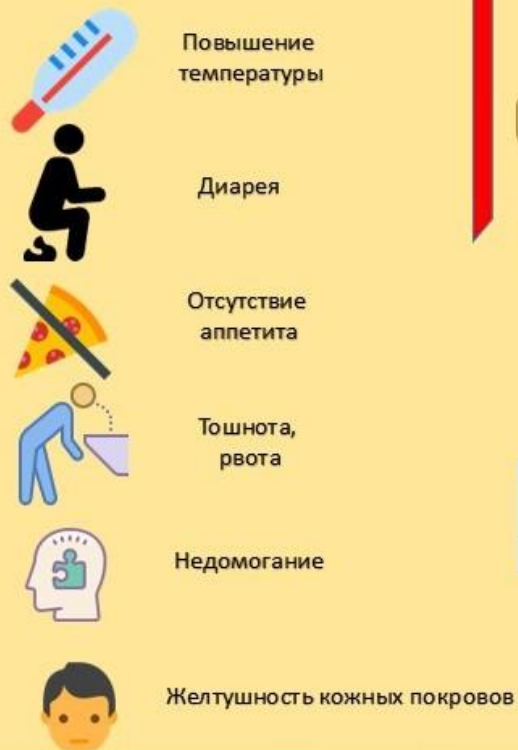 Повышение
температуры
Диарея
Отсутствие
аппетита
Тошнота,
рвота
Недомогание
Желтушность кожных покровов